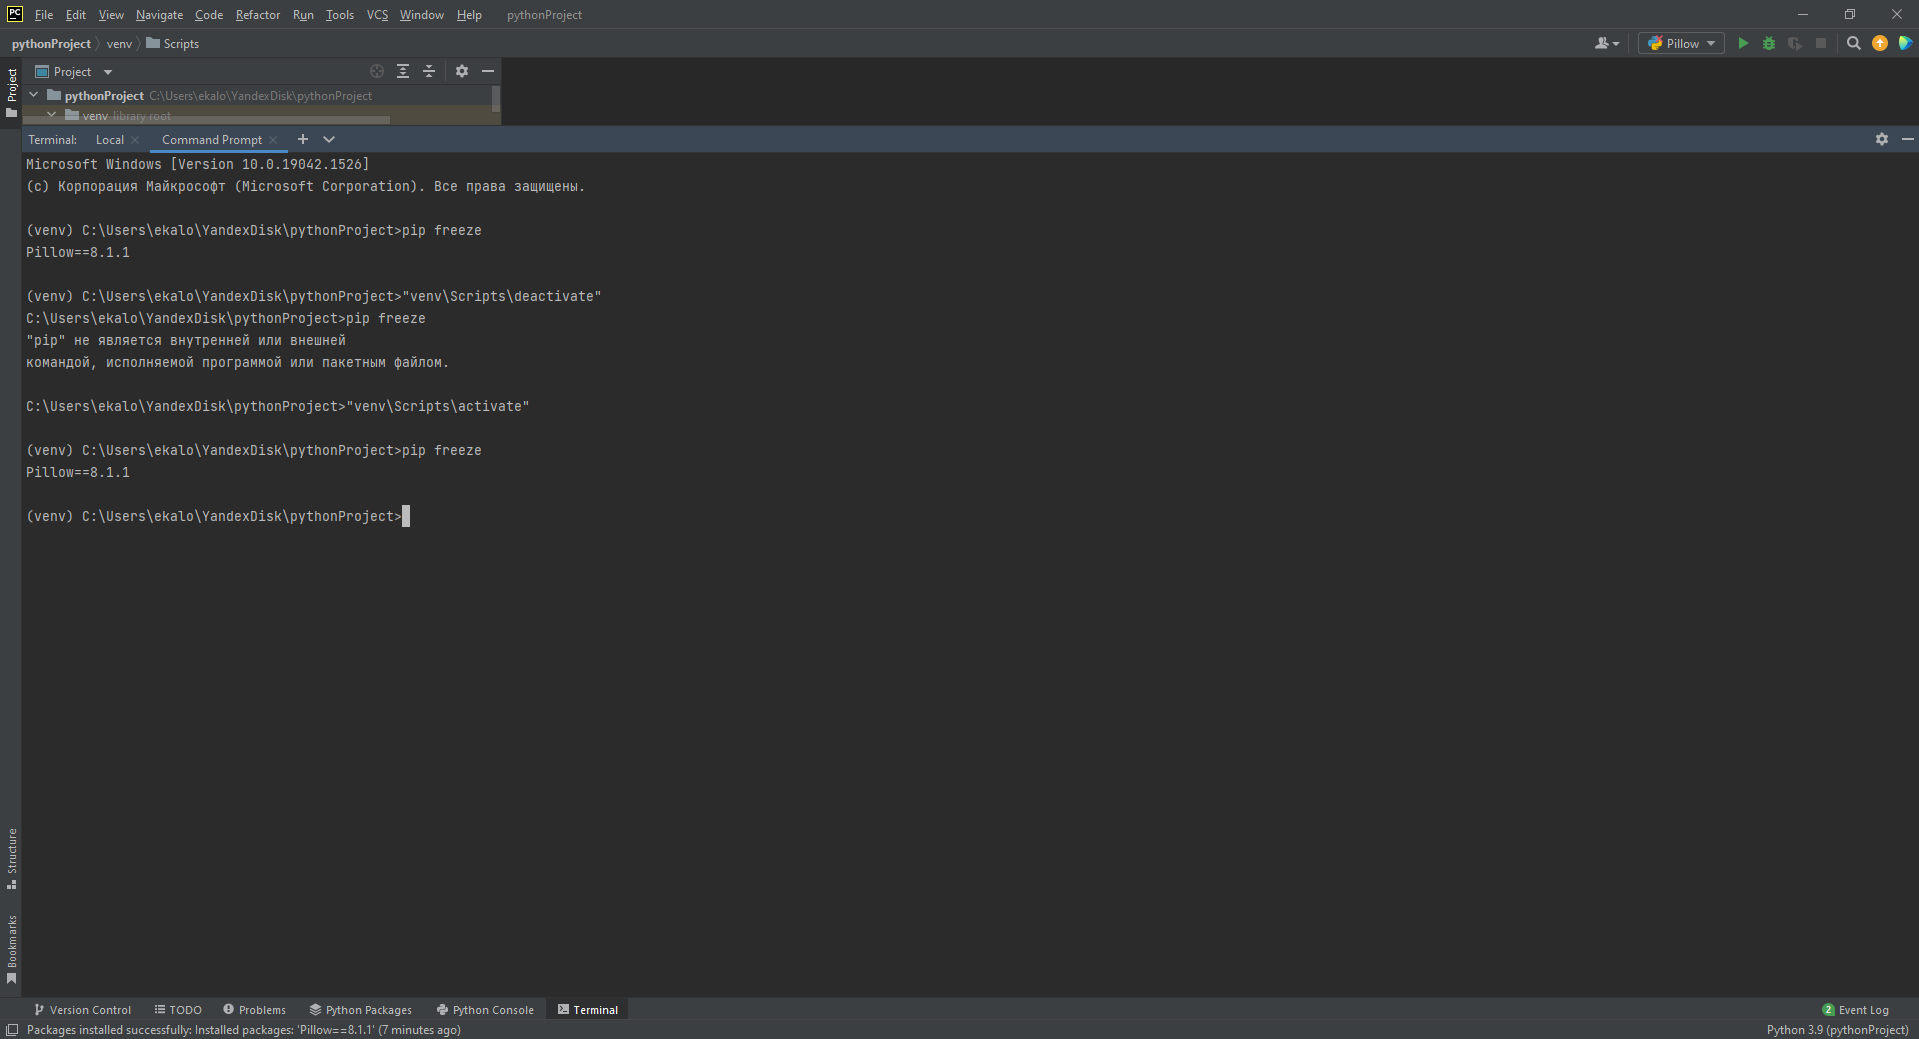 PC File Edit View Navigate Code Refactor Run Tools VCS Window Help pythonProject
pythonProject venv Scripts Pillow
Project
Project
pythonProject C:\Users\ekalo\YandexDisk\pythonProject
venv library root
Terminal: Local Command Prompt
Microsoft Windows [Version 10.0.19042.1526]
(c) Корпорация Майкрософт (Microsoft Corporation). Все права защищены.
(venv) C:\Users\ekalo\YandexDisk\pythonProject>pip freeze
Pillow==8.1.1
(venv) C:\Users\ekalo\YandexDisk\pythonProject>"venv\Scripts\deactivate"
C:\Users\ekalo\YandexDisk\pythonProject>pip freeze
"pip" не является внутренней или внешней
командой, исполняемой программой или пакетным файлом.
C:\Users\ekalo\YandexDisk\pythonProject>"venv\Scripts\activate"
(venv) C:\Users\ekalo\YandexDisk\pythonProject>pip freeze
Pillow==8.1.1
(venv) C:\Users\ekalo\YandexDisk\pythonProject>
Structure
Bookmarks
Version Control TODO Problems Python Packages Python Console Terminal 2 Event Log
Packages installed successfully: Installed packages: 'Pillow==8.1.1' (7 minutes ago) Python 3.9 (pythonProject)